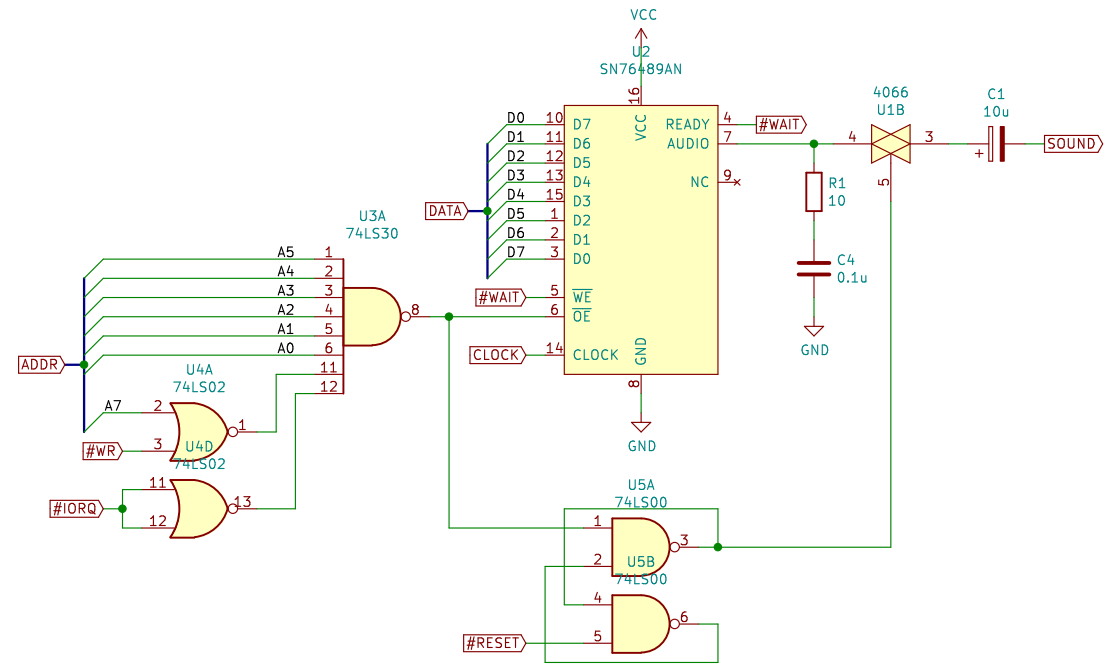 VCC
U2
SN76489AN
16
VCC
D0 10 D7
D1 11 D6
D2 12 D5
D3 13 D4
D4 15 D3
D5 1 D2
D6 2 D1
D7 3 D0
DATA
#WAIT 5 WE
6 OE
CLOCK 14 CLOCK
READY 4 #WAIT
AUDIO 7
NC 9
GND
8
GND
4066
U1B
4 3
5
C1
10u
+
SOUND
R1
10
C4
0.1u
GND
U3A
74LS30
A5 1
A4 2
A3 3
A2 4
A1 5
A0 6
11
12
8
ADDR
U4A
74LS02
A7 2
#WR 3
1
U4D
74LS02
#IORQ
11
12
13
U5A
74LS00
1
2
3
U5B
74LS00
4
#RESET 5
6